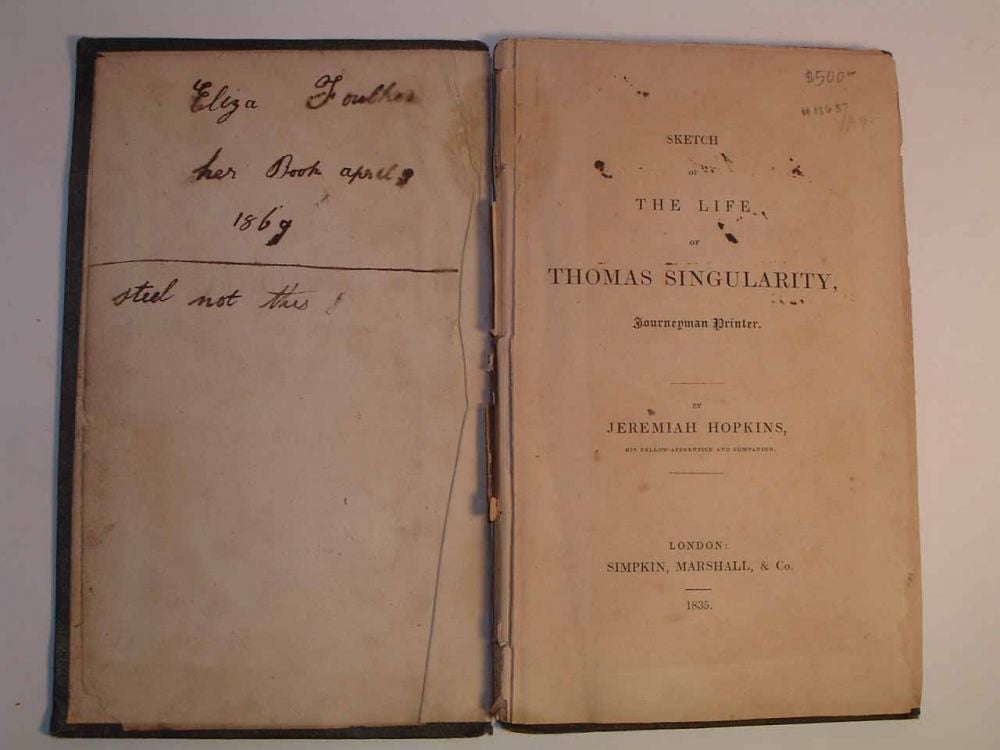 Eliza Foulkes
her Book april 9
1869
steel not this
$500-
SKETCH
OF
THE LIFE
OF
THOMAS SINGULARITY,
Journeyman Printer.
BY
JEREMIAH HOPKINS,
HIS FELLOW-APPRENTICE AND COMPANION.
LONDON:
SIMPKIN, MARSHALL, & Co.
1835.